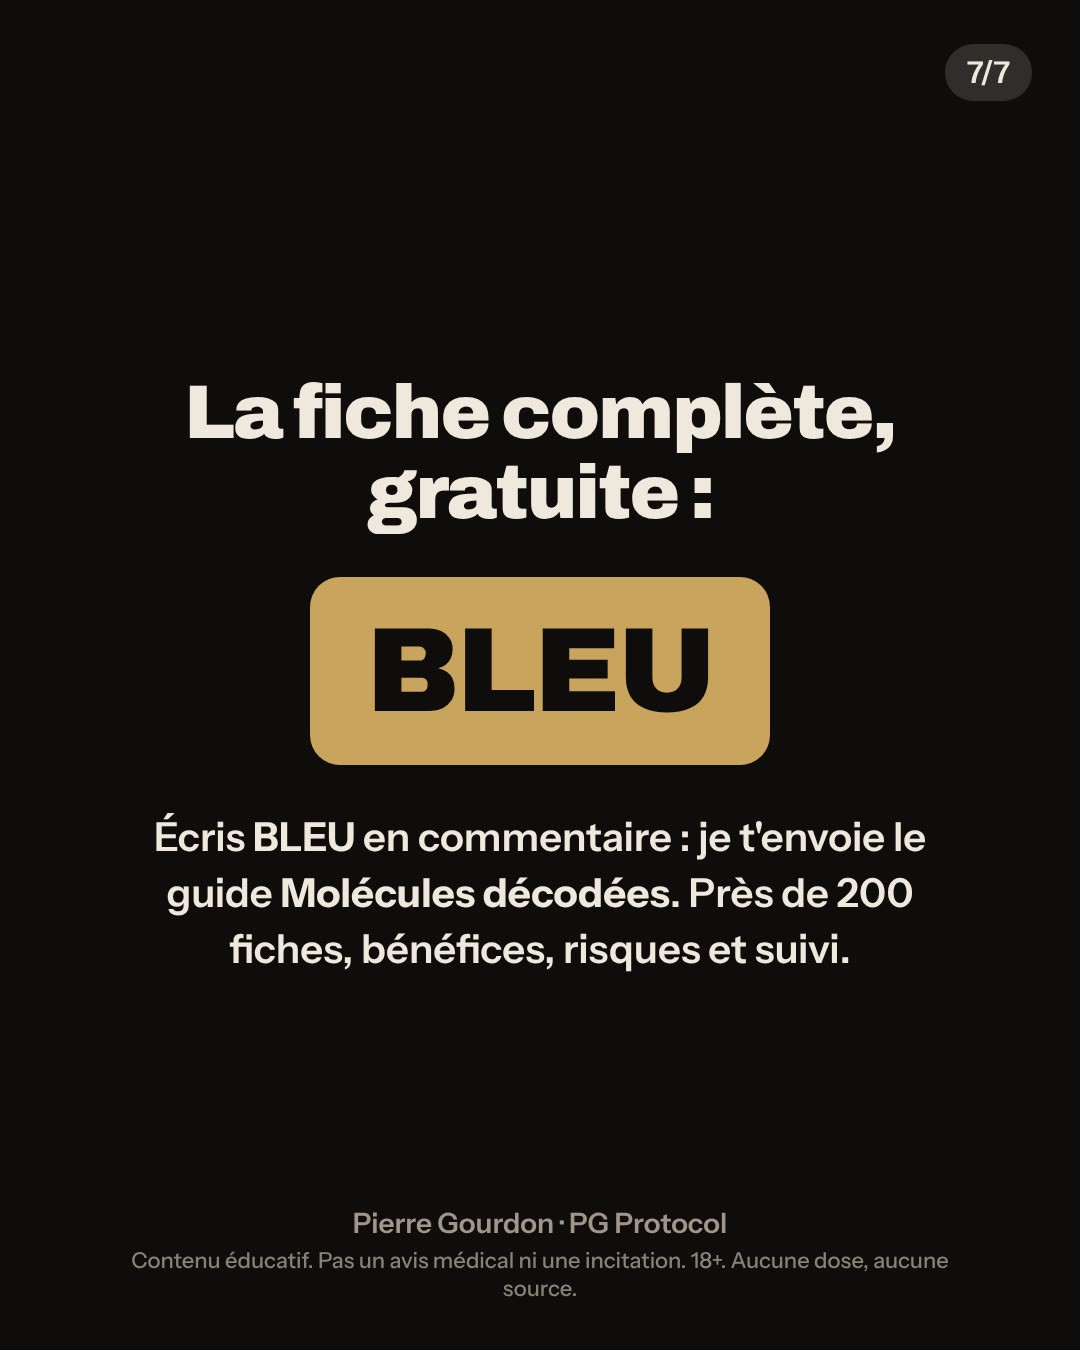 7/7
La fiche complète,
gratuite :
BLEU
Écris BLEU en commentaire : je t'envoie le
guide Molécules décodées. Près de 200
fiches, bénéfices, risques et suivi.
Pierre Gourdon · PG Protocol
Contenu éducatif. Pas un avis médical ni une incitation. 18+. Aucune dose, aucune
source.